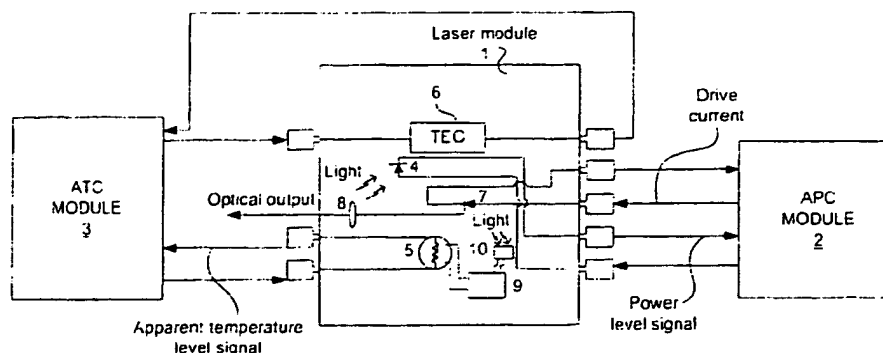 Laser module
1
6
TEC
Drive
current
ATC
MODULE
3
Light
4
Optical output
8
7
Light
5
10
9
APC
MODULE
2
Apparent temperature
level signal
Power
level signal